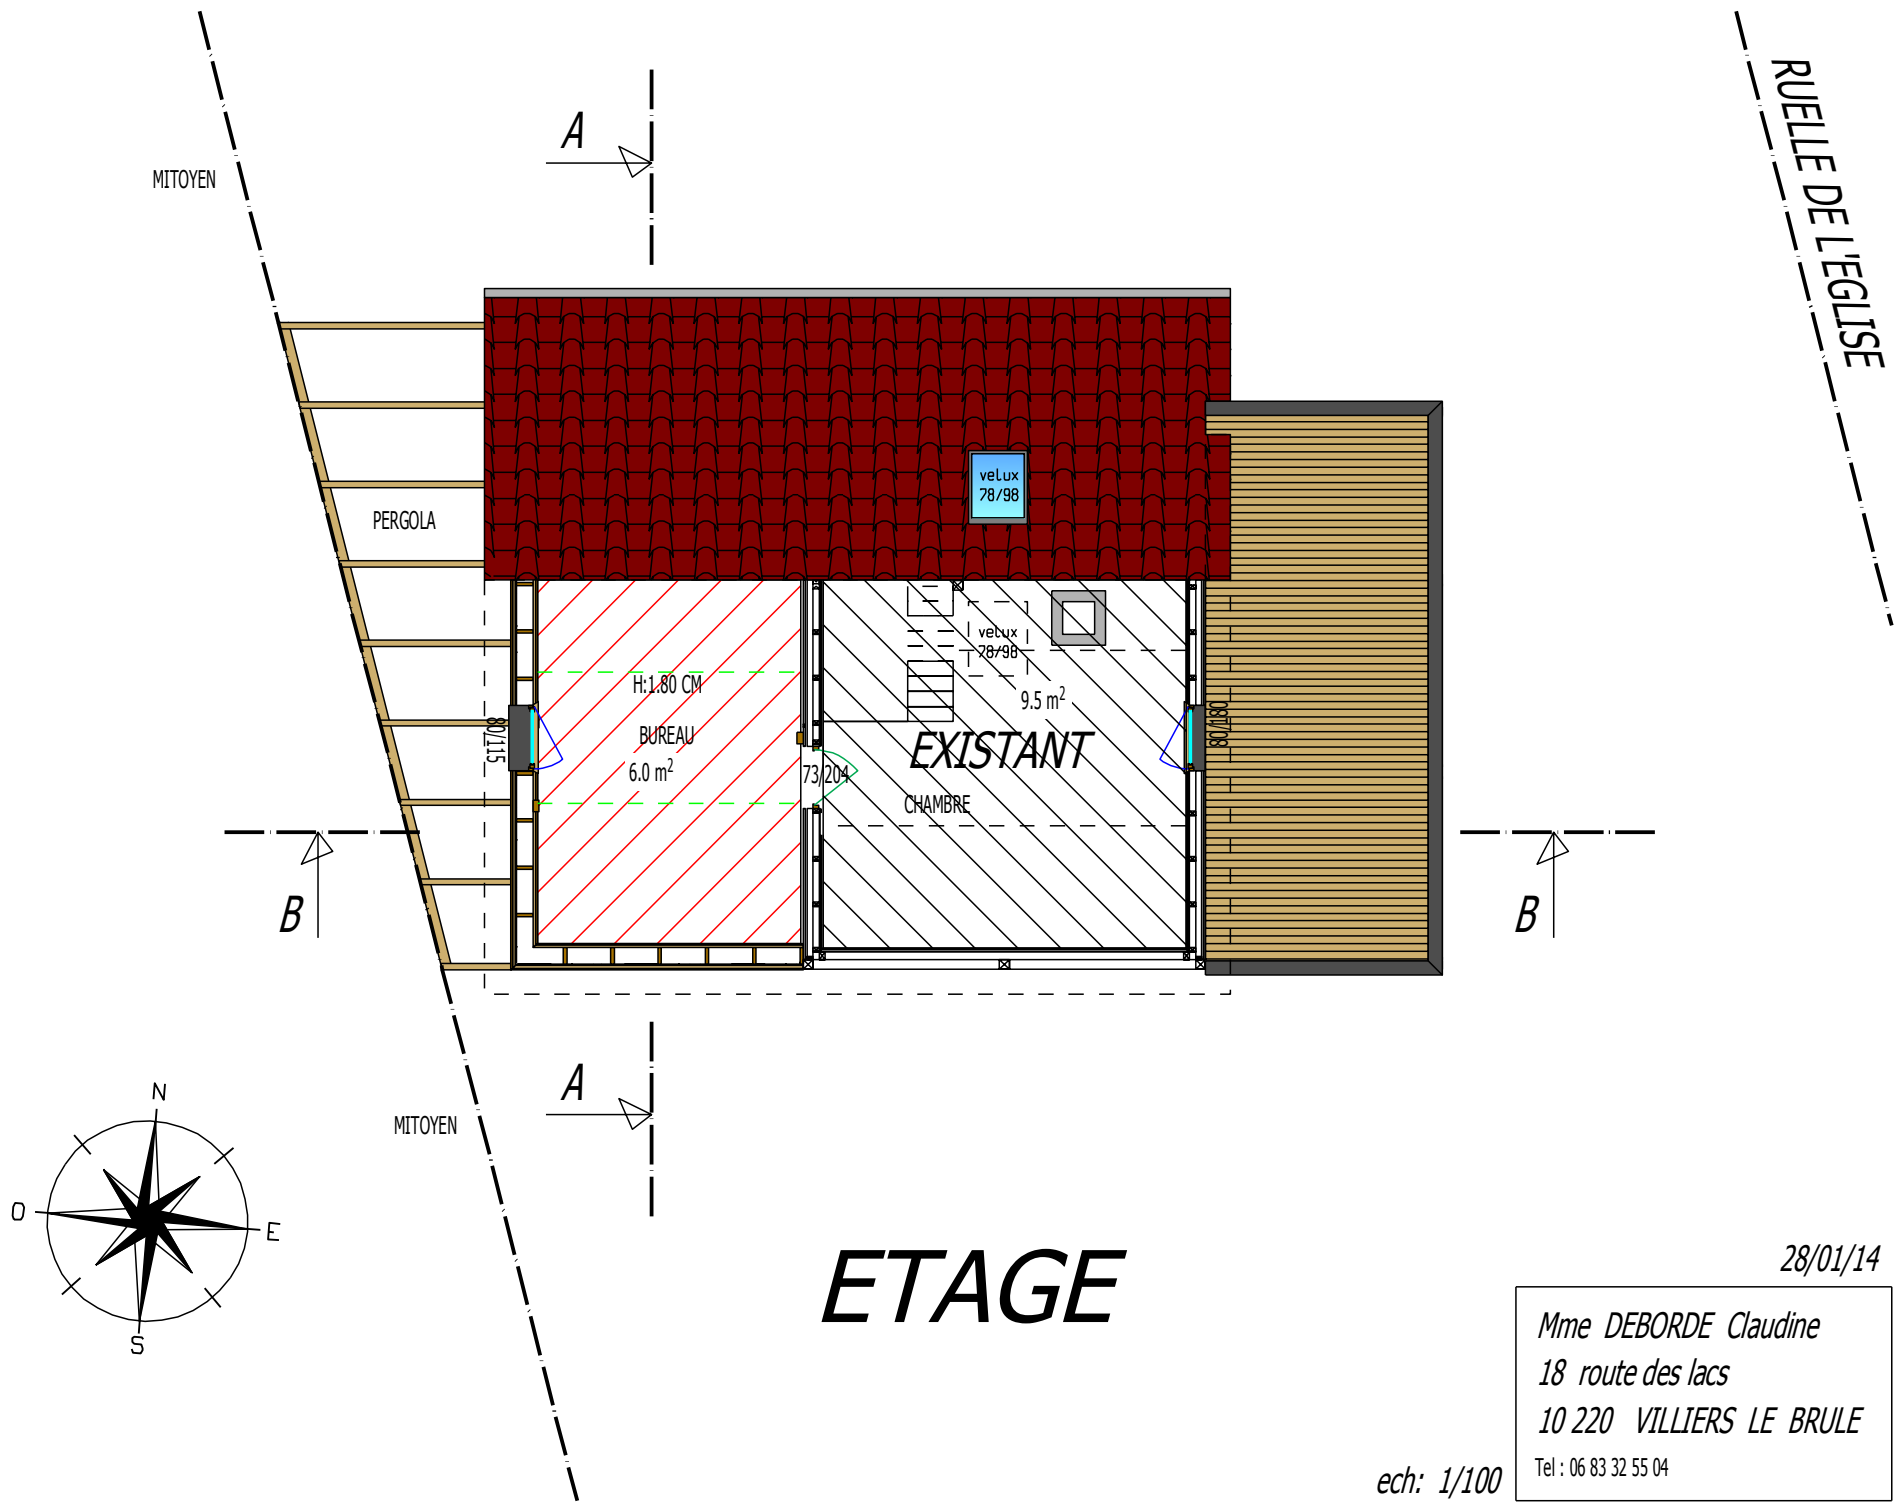 RUELLE DE L'EGLISE
A
MITOYEN
velux
78/98
PERGOLA
velux
78/98
H:1.80 CM
9.5 m²
80/115
BUREAU
80/180
EXISTANT
6.0 m²
73/204
CHAMBRE
B
B
A
MITOYEN
N
O
E
S
ETAGE
28/01/14
Mme DEBORDE Claudine
18 route des lacs
10 220 VILLIERS LE BRULE
Tel : 06 83 32 55 04
ech: 1/100